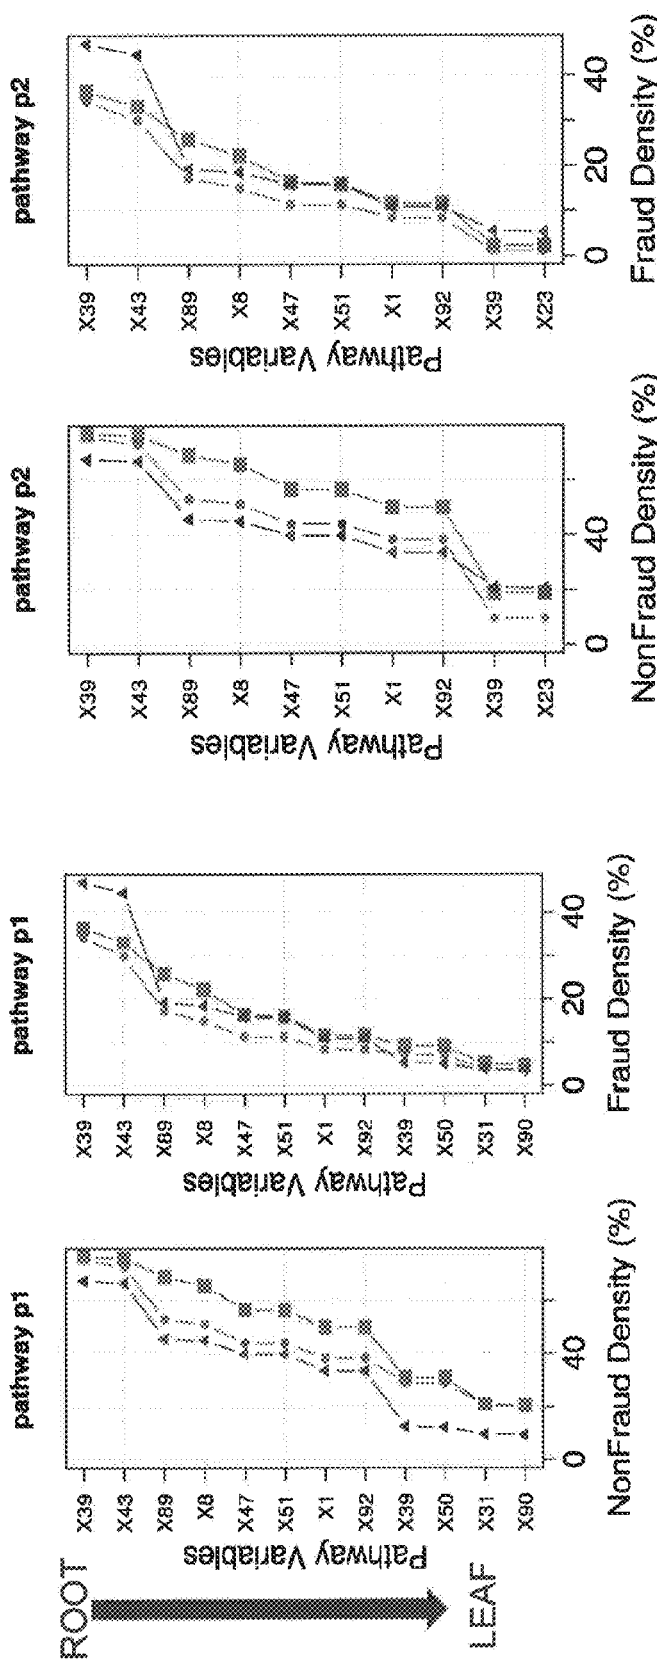 ROOT
LEAF
pathway p1
Pathway Variables
X39
X43
X89
X8
X47
X51
X1
X92
X39
X50
X31
X90
0 40
NonFraud Density (%)
pathway p1
Pathway Variables
X39
X43
X89
X8
X47
X51
X1
X92
X39
X50
X31
X90
0 20 40
Fraud Density (%)
pathway p2
Pathway Variables
X39
X43
X89
X8
X47
X51
X1
X92
X39
X23
0 40
NonFraud Density (%)
pathway p2
Pathway Variables
X39
X43
X89
X8
X47
X51
X1
X92
X39
X23
0 20 40
Fraud Density (%)